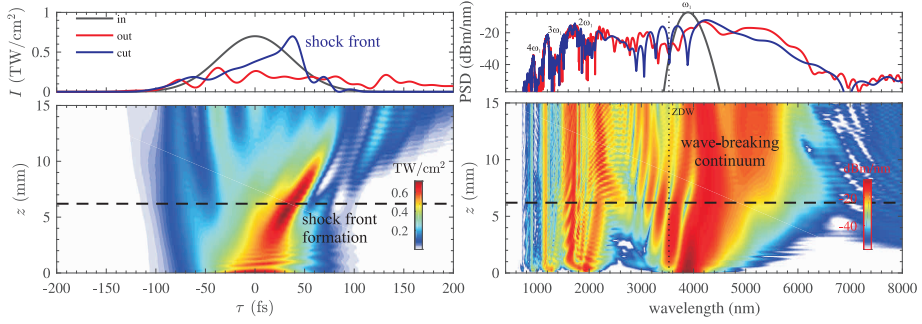 I (TW/cm²)
1
0.5
0
in
out
cut
shock front
z (mm)
15
10
5
0
TW/cm²
0.6
0.4
0.2
shock front
formation
-200 -150 -100 -50 0 50 100 150 200
τ (fs)
PSD (dBm/nm)
-20
-40
4ω₁
3ω₁
2ω₁
ω₁
z (mm)
15
10
5
0
ZDW
wave-breaking
continuum
-40
1000 2000 3000 4000 5000 6000 7000 8000
wavelength (nm)